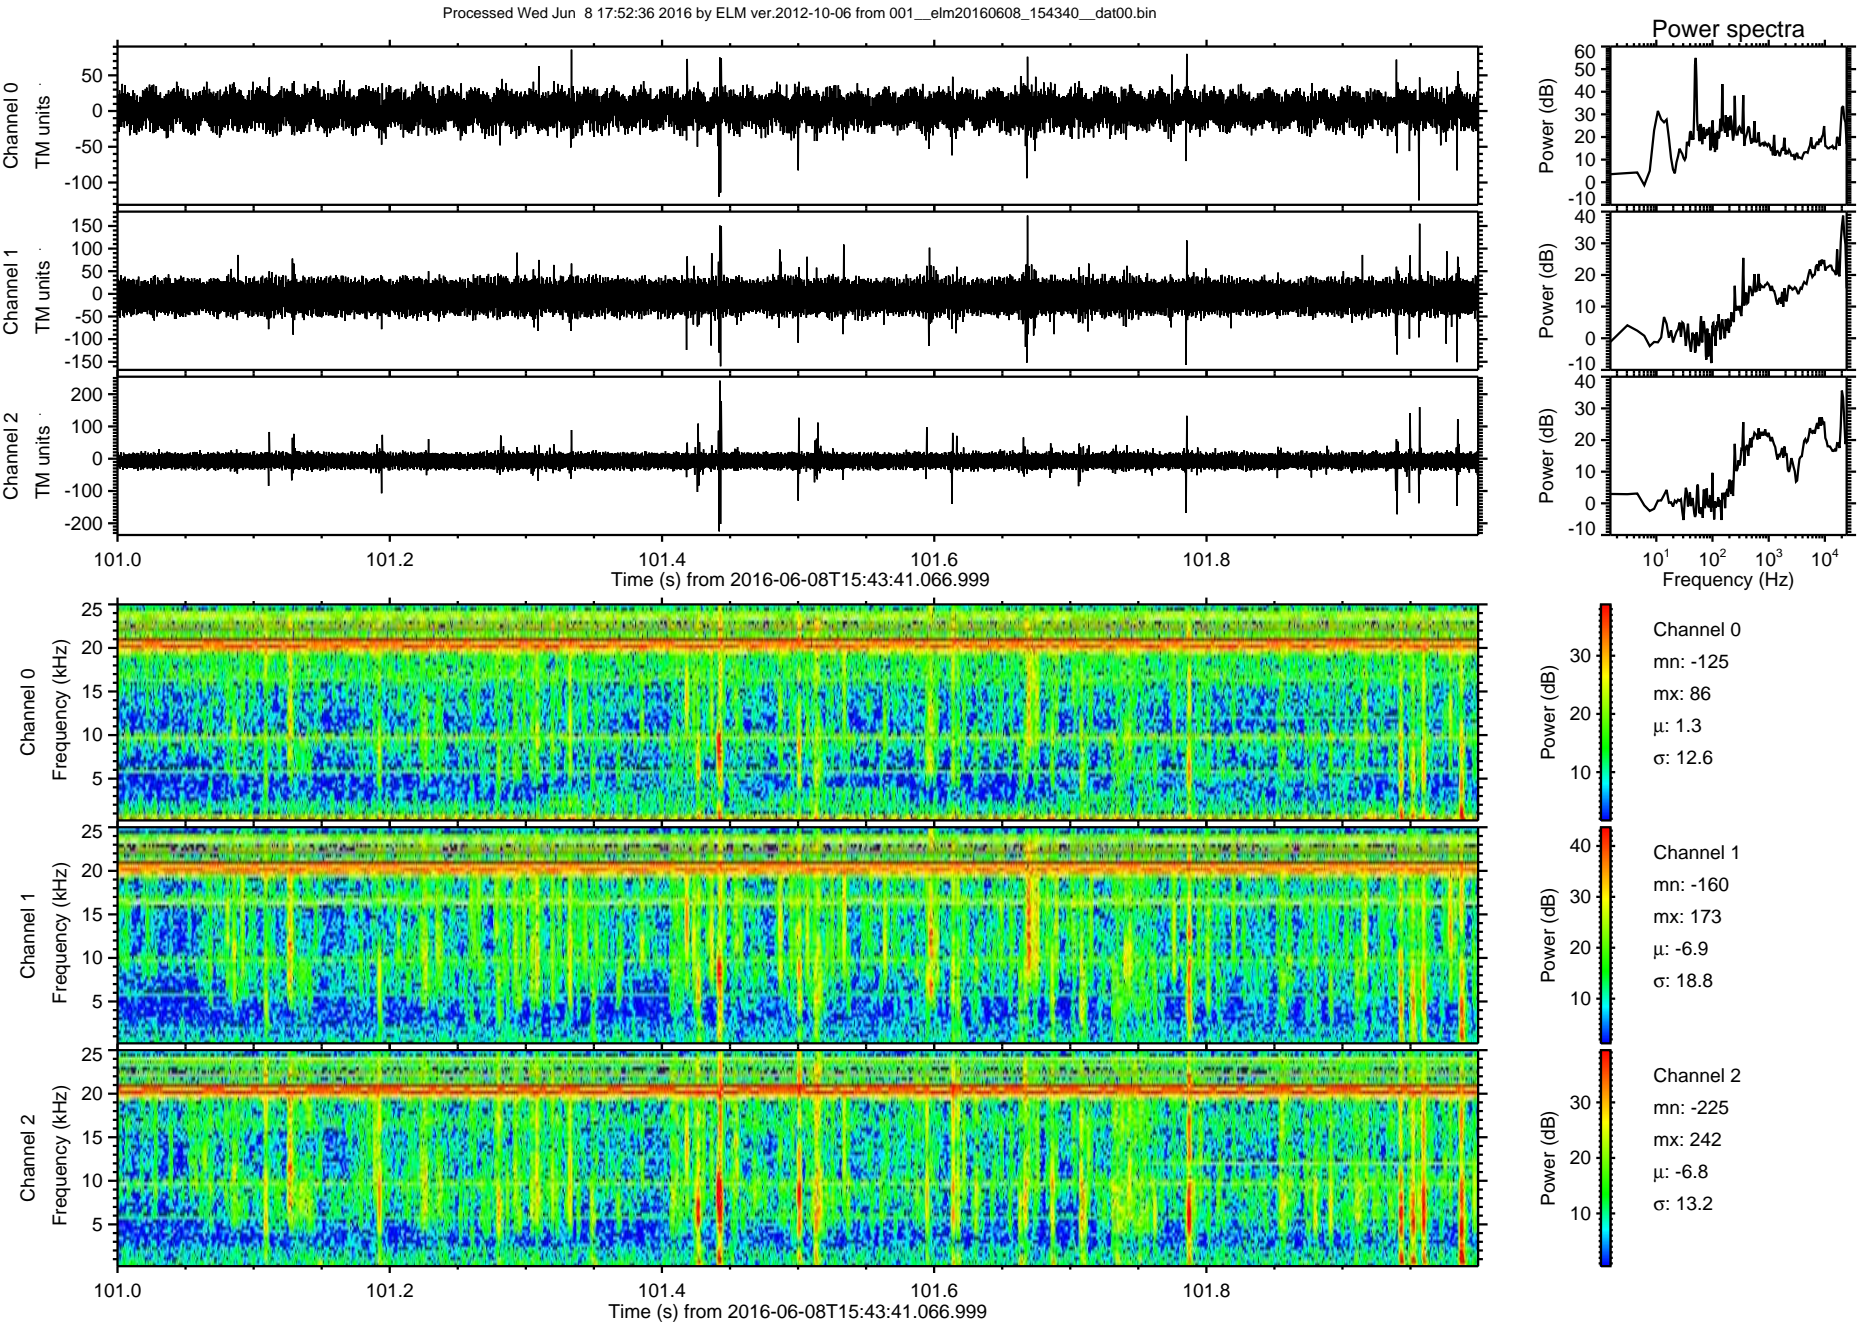 Processed Wed Jun 8 17:52:36 2016 by ELM ver.2012-10-06 from 001__elm20160608_154340__dat00.bin
Power spectra
Channel 0
TM units
50
0
-50
-100
Power (dB)
60
50
40
30
20
10
0
-10
Channel 1
TM units
150
100
50
0
-50
-100
-150
Power (dB)
40
30
20
10
0
-10
Channel 2
TM units
200
100
0
-100
-200
Power (dB)
40
30
20
10
0
-10
101.0 101.2 101.4 101.6 101.8
Time (s) from 2016-06-08T15:43:41.066.999
10^1 10^2 10^3 10^4
Frequency (Hz)
Channel 0
Frequency (kHz)
25
20
15
10
5
Power (dB)
30
20
10
Channel 0
mn: -125
mx: 86
μ: 1.3
σ: 12.6
Channel 1
Frequency (kHz)
25
20
15
10
5
Power (dB)
40
30
20
10
Channel 1
mn: -160
mx: 173
μ: -6.9
σ: 18.8
Channel 2
Frequency (kHz)
25
20
15
10
5
Power (dB)
30
20
10
Channel 2
mn: -225
mx: 242
μ: -6.8
σ: 13.2
101.0 101.2 101.4 101.6 101.8
Time (s) from 2016-06-08T15:43:41.066.999